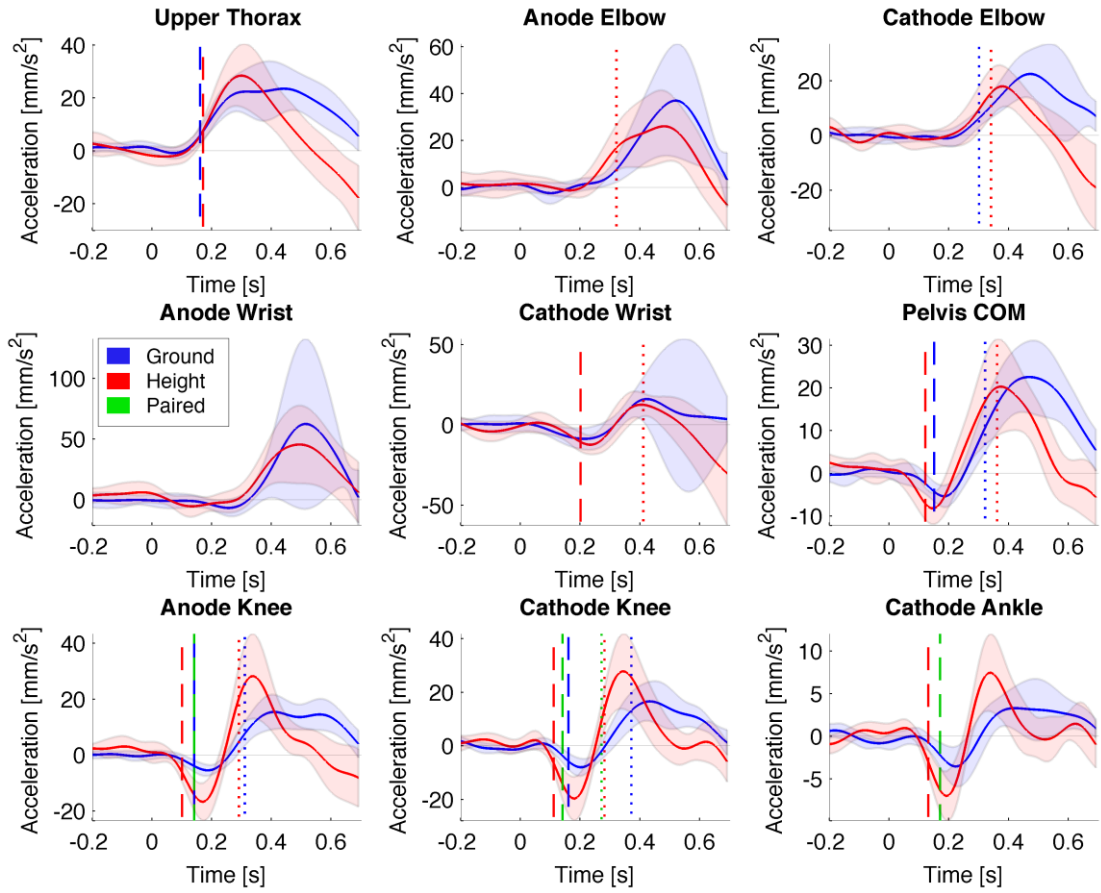 Upper Thorax
Acceleration [mm/s²]
40
20
0
-20
-0.2 0 0.2 0.4 0.6
Time [s]
Anode Elbow
Acceleration [mm/s²]
60
40
20
0
-0.2 0 0.2 0.4 0.6
Time [s]
Cathode Elbow
Acceleration [mm/s²]
20
0
-20
-0.2 0 0.2 0.4 0.6
Time [s]
Anode Wrist
Acceleration [mm/s²]
100
50
0
Ground
Height
Paired
-0.2 0 0.2 0.4 0.6
Time [s]
Cathode Wrist
Acceleration [mm/s²]
50
0
-50
-0.2 0 0.2 0.4 0.6
Time [s]
Pelvis COM
Acceleration [mm/s²]
30
20
10
0
-10
-0.2 0 0.2 0.4 0.6
Time [s]
Anode Knee
Acceleration [mm/s²]
40
20
0
-20
-0.2 0 0.2 0.4 0.6
Time [s]
Cathode Knee
Acceleration [mm/s²]
40
20
0
-20
-0.2 0 0.2 0.4 0.6
Time [s]
Cathode Ankle
Acceleration [mm/s²]
10
5
0
-5
-0.2 0 0.2 0.4 0.6
Time [s]